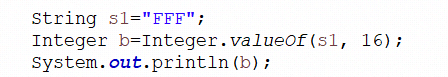 String s1="FFF";
Integer b=Integer.valueOf(s1, 16);
System.out.println(b);